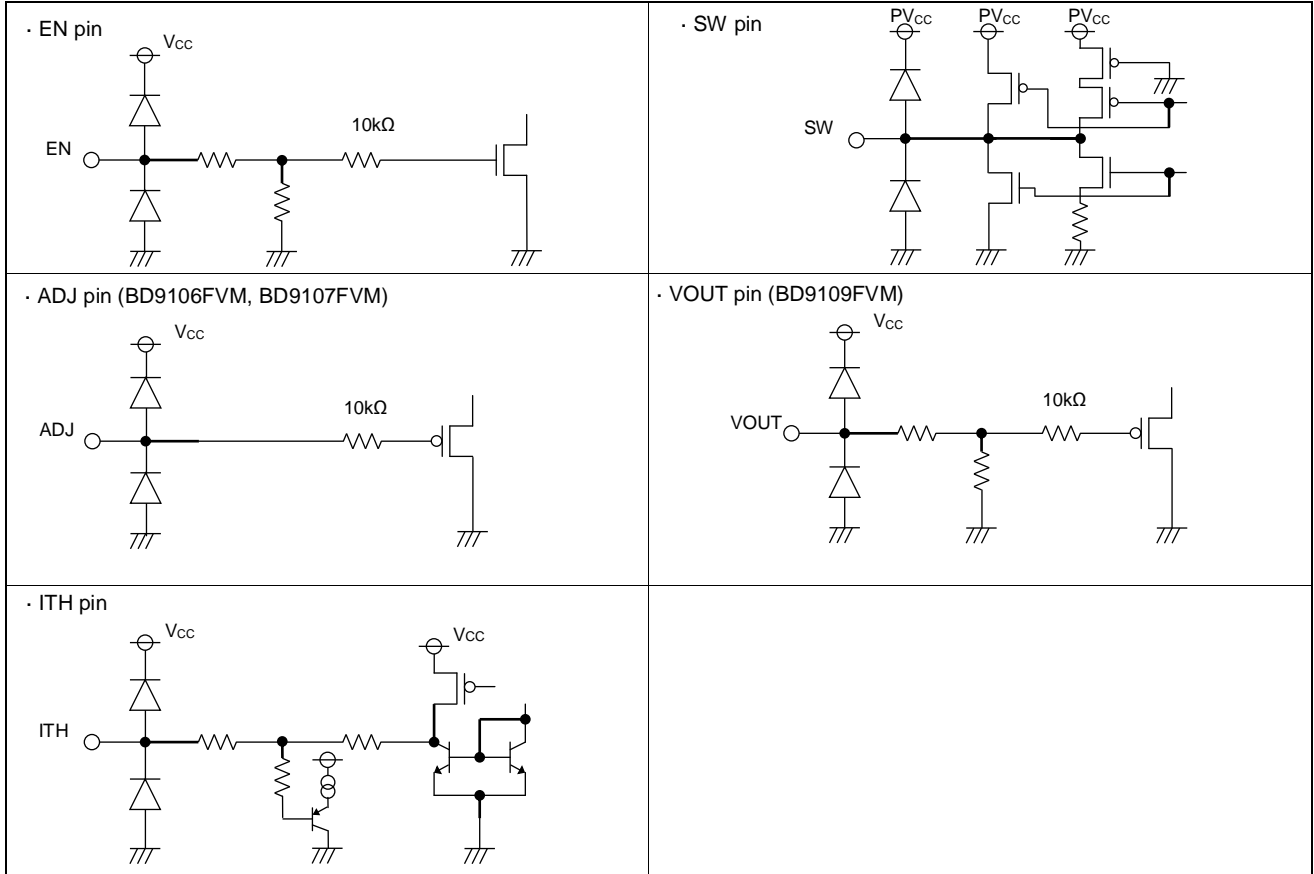 · EN pin
VCC
10kΩ
EN
· SW pin
PVCC PVCC PVCC
SW
· ADJ pin (BD9106FVM, BD9107FVM)
VCC
10kΩ
ADJ
· VOUT pin (BD9109FVM)
VCC
10kΩ
VOUT
· ITH pin
VCC
VCC
ITH